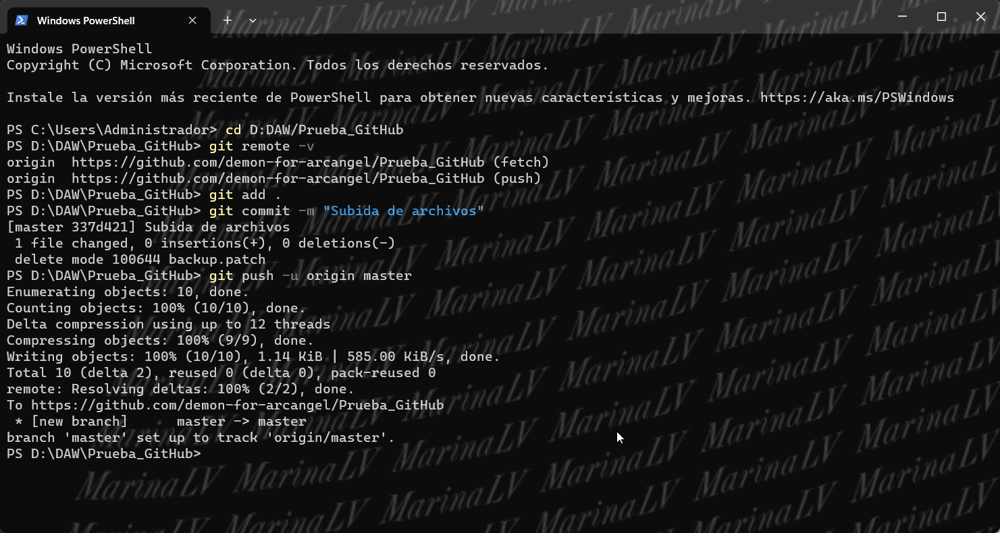 Windows PowerShell
Windows PowerShell
Copyright (C) Microsoft Corporation. Todos los derechos reservados.
Instale la versión más reciente de PowerShell para obtener nuevas características y mejoras. https://aka.ms/PSWindows
PS C:\Users\Administrador> cd D:DAW/Prueba_GitHub
PS D:\DAW\Prueba_GitHub> git remote -v
origin  https://github.com/demon-for-arcangel/Prueba_GitHub (fetch)
origin  https://github.com/demon-for-arcangel/Prueba_GitHub (push)
PS D:\DAW\Prueba_GitHub> git add .
PS D:\DAW\Prueba_GitHub> git commit -m "Subida de archivos"
[master 337d421] Subida de archivos
 1 file changed, 0 insertions(+), 0 deletions(-)
 delete mode 100644 backup.patch
PS D:\DAW\Prueba_GitHub> git push -u origin master
Enumerating objects: 10, done.
Counting objects: 100% (10/10), done.
Delta compression using up to 12 threads
Compressing objects: 100% (9/9), done.
Writing objects: 100% (10/10), 1.14 KiB | 585.00 KiB/s, done.
Total 10 (delta 2), reused 0 (delta 0), pack-reused 0
remote: Resolving deltas: 100% (2/2), done.
To https://github.com/demon-for-arcangel/Prueba_GitHub
 * [new branch]      master -> master
branch 'master' set up to track 'origin/master'.
PS D:\DAW\Prueba_GitHub>
MarinaLV